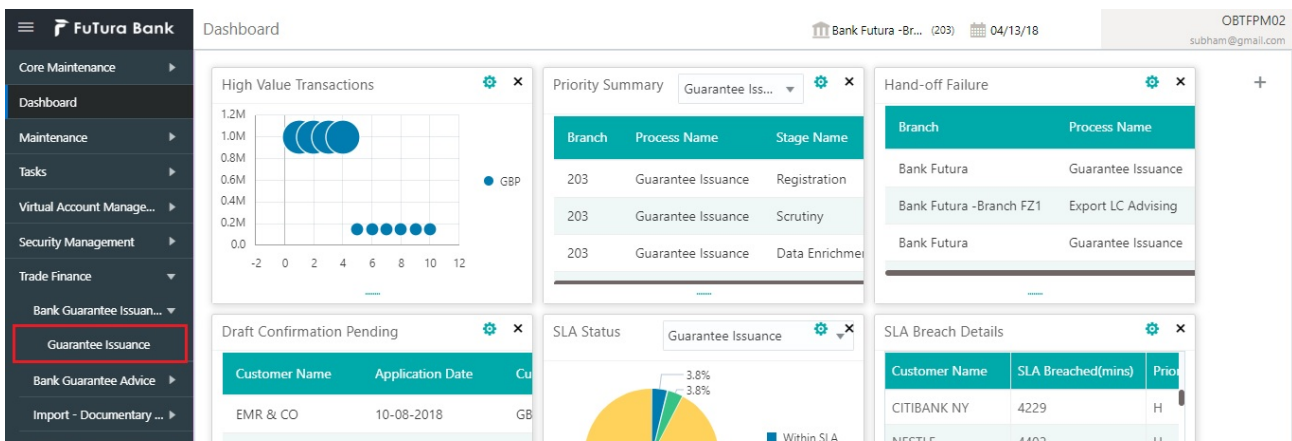 FuTura Bank
Dashboard
Bank Futura -Br... (203)
04/13/18
OBTFPM02
subham@gmail.com
Core Maintenance
Dashboard
Maintenance
Tasks
Virtual Account Manage...
Security Management
Trade Finance
Bank Guarantee Issuan...
Guarantee Issuance
Bank Guarantee Advice
Import - Documentary ...
High Value Transactions
1.2M
1.0M
0.8M
0.6M
0.4M
0.2M
0.0
-2 0 2 4 6 8 10 12
GBP
Priority Summary
Guarantee Iss...
Branch Process Name Stage Name
203 Guarantee Issuance Registration
203 Guarantee Issuance Scrutiny
203 Guarantee Issuance Data Enrichme
Hand-off Failure
Branch Process Name
Bank Futura Guarantee Issuance
Bank Futura -Branch FZ1 Export LC Advising
Bank Futura Guarantee Issuance
Draft Confirmation Pending
Customer Name Application Date Cu
EMR & CO 10-08-2018 GB
SLA Status
Guarantee Issuance
3.8%
3.8%
Within SLA
SLA Breach Details
Customer Name SLA Breached(mins) Prior
CITIBANK NY 4229 H